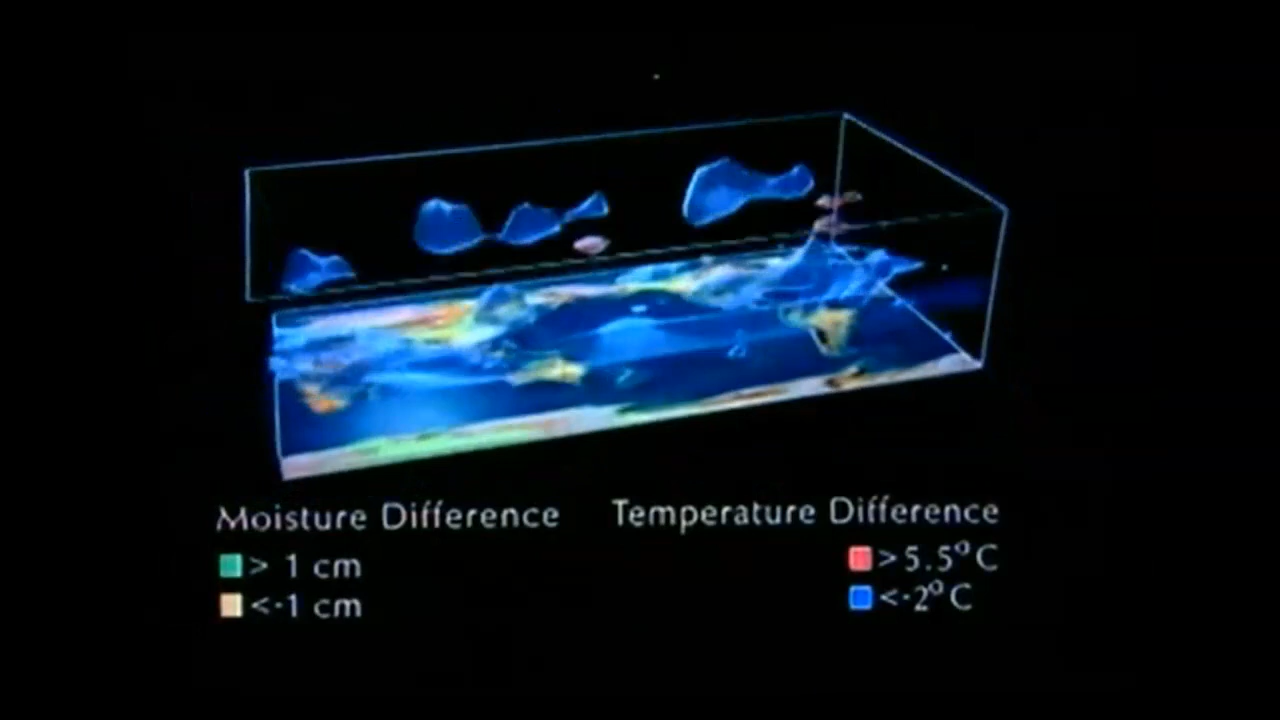 Moisture Difference
> 1 cm
<-1 cm
Temperature Difference
>5.5°C
<-2°C